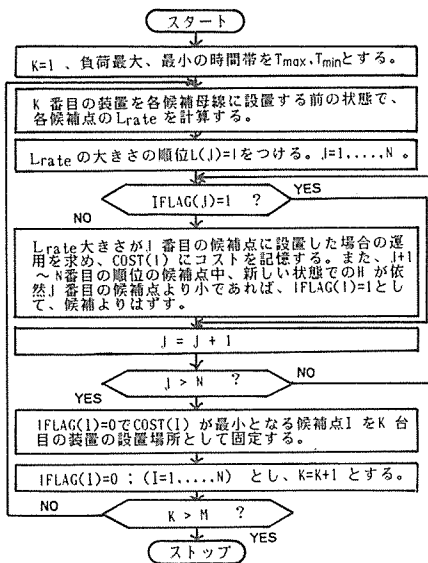 スタート
K=1 、負荷最大、最小の時間帯をTmax,Tminとする。
K 番目の装置を各候補母線に設置する前の状態で、
各候補点のLrateを計算する。
Lrateの大きさの順位L(J)=Iをつける。J=1,....,N 。
IFLAG(J)=1 ?
YES
NO
Lrate大きさがJ 番目の候補点に設置した場合の運
用を求め、COST(I) にコストを記憶する。また、J+1
～ N番目の順位の候補点中、新しい状態でのH が依
然J 番目の候補点より小であれば、IFLAG(I)=1とし
て、候補よりはずす。
J = J + 1
J > N ?
NO
YES
IFLAG(I)=0でCOST(I) が最小となる候補点I をK 台
目の装置の設置場所として固定する。
IFLAG(I)=0 ; (I=1,....,N) とし、K=K+1 とする。
NO
K > M ?
YES
ストップ